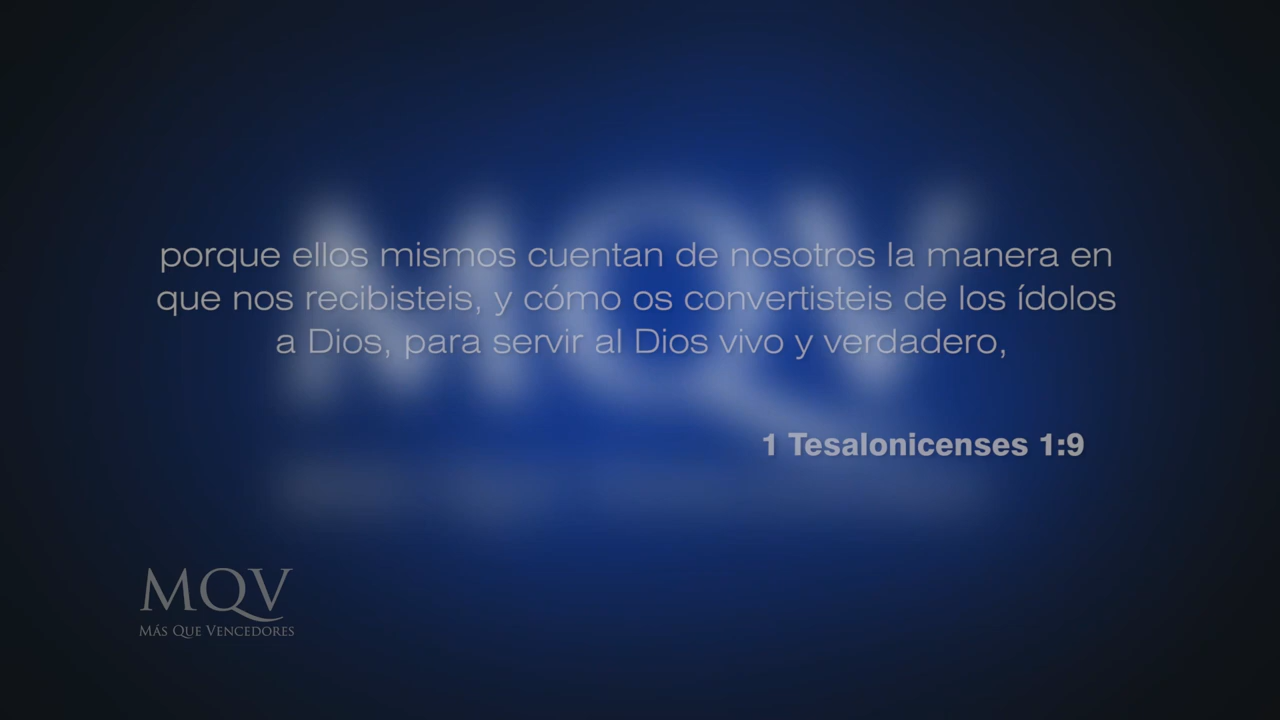 porque ellos mismos cuentan de nosotros la manera en
que nos recibisteis, y cómo os convertisteis de los ídolos
a Dios, para servir al Dios vivo y verdadero,
1 Tesalonicenses 1:9
MQV
MÁS QUE VENCEDORES